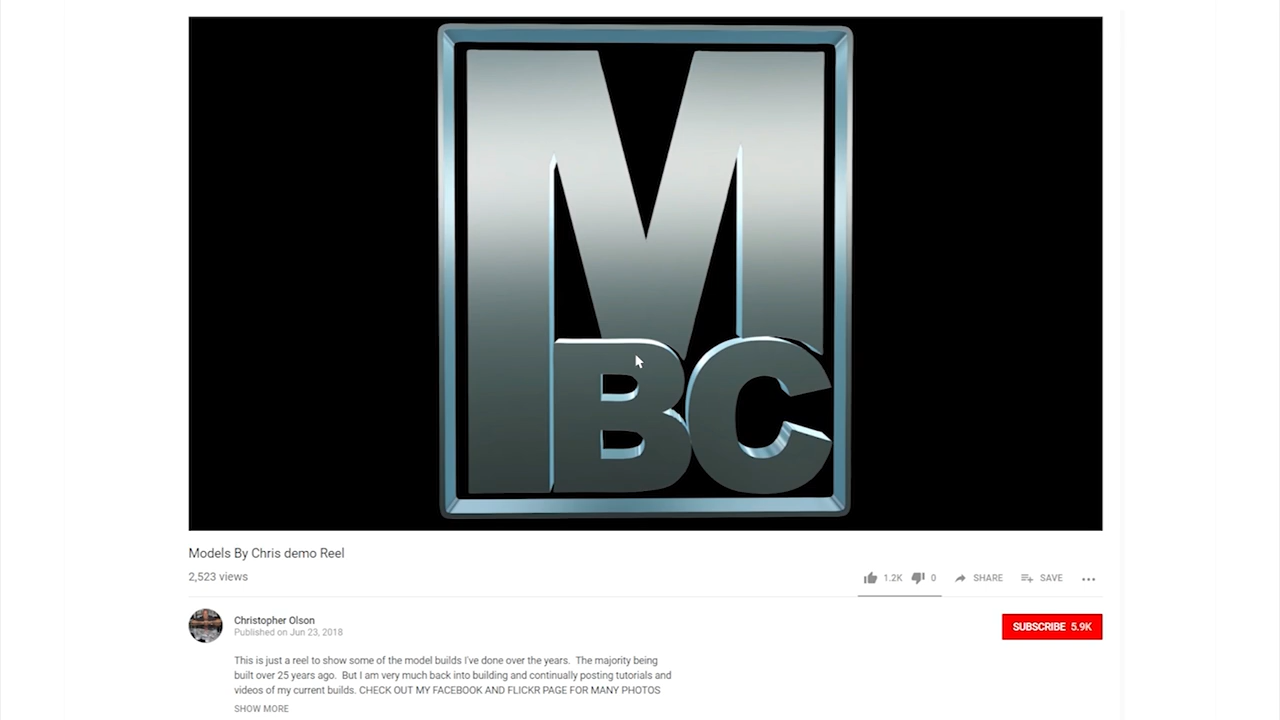 M
BC
Models By Chris demo Reel
2,523 views
1.2K 0 SHARE SAVE
Christopher Olson
Published on Jun 23, 2018
SUBSCRIBE 5.9K
This is just a reel to show some of the model builds I've done over the years. The majority being
built over 25 years ago. But I am very much back into building and continually posting tutorials and
videos of my current builds. CHECK OUT MY FACEBOOK AND FLICKR PAGE FOR MANY PHOTOS
SHOW MORE